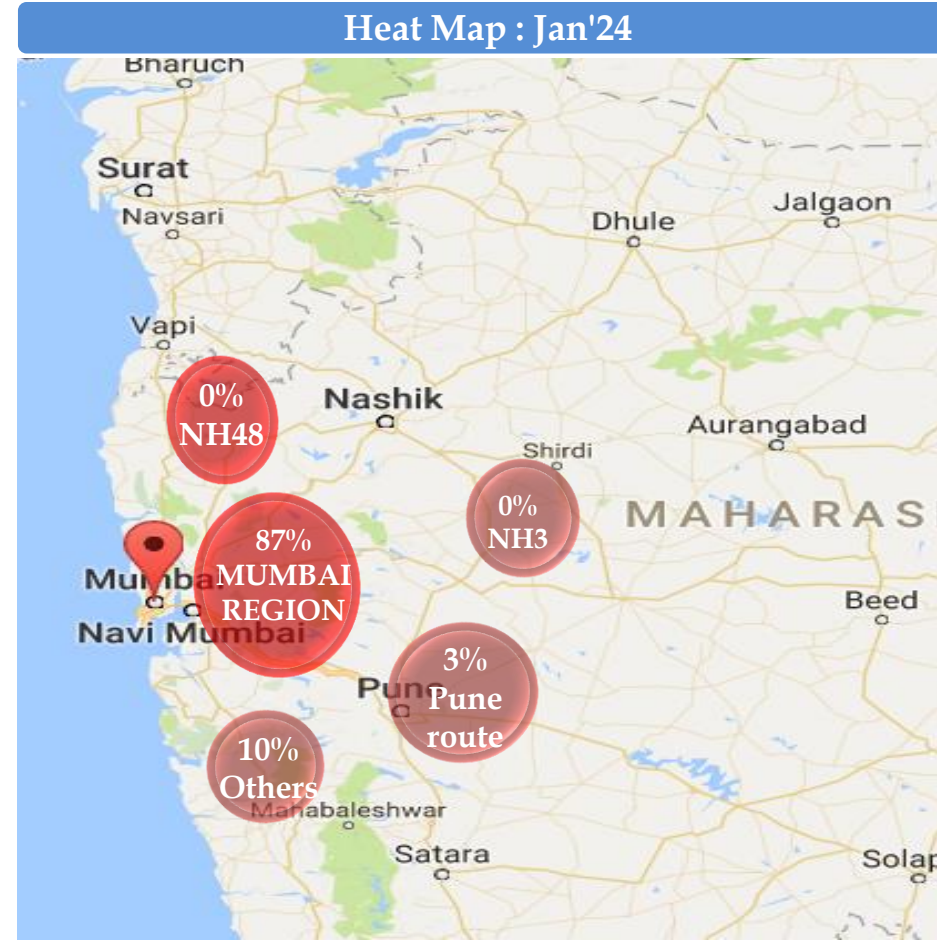 Heat Map : Jan'24
Bharuch
Surat
Navsari
Dhule
Jalgaon
Vapi
0%
NH48
Nashik
Aurangabad
Shirdi
0%
NH3
MAHARAS
87%
MUMBAI
REGION
Mumbai
Navi Mumbai
Beed
3%
Pune
route
Pune
10%
Others
Mahabaleshwar
Satara
Solap